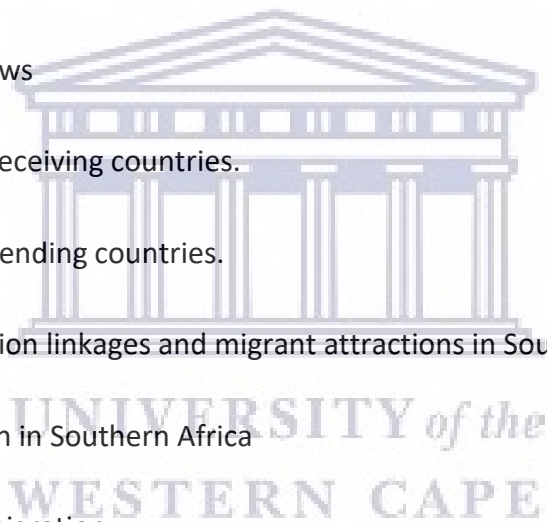 ws
eceiving countries.
ending countries.
ion linkages and migrant attractions in Sou
UNIVERSITY of the
n in Southern Africa
WESTERN CAPE